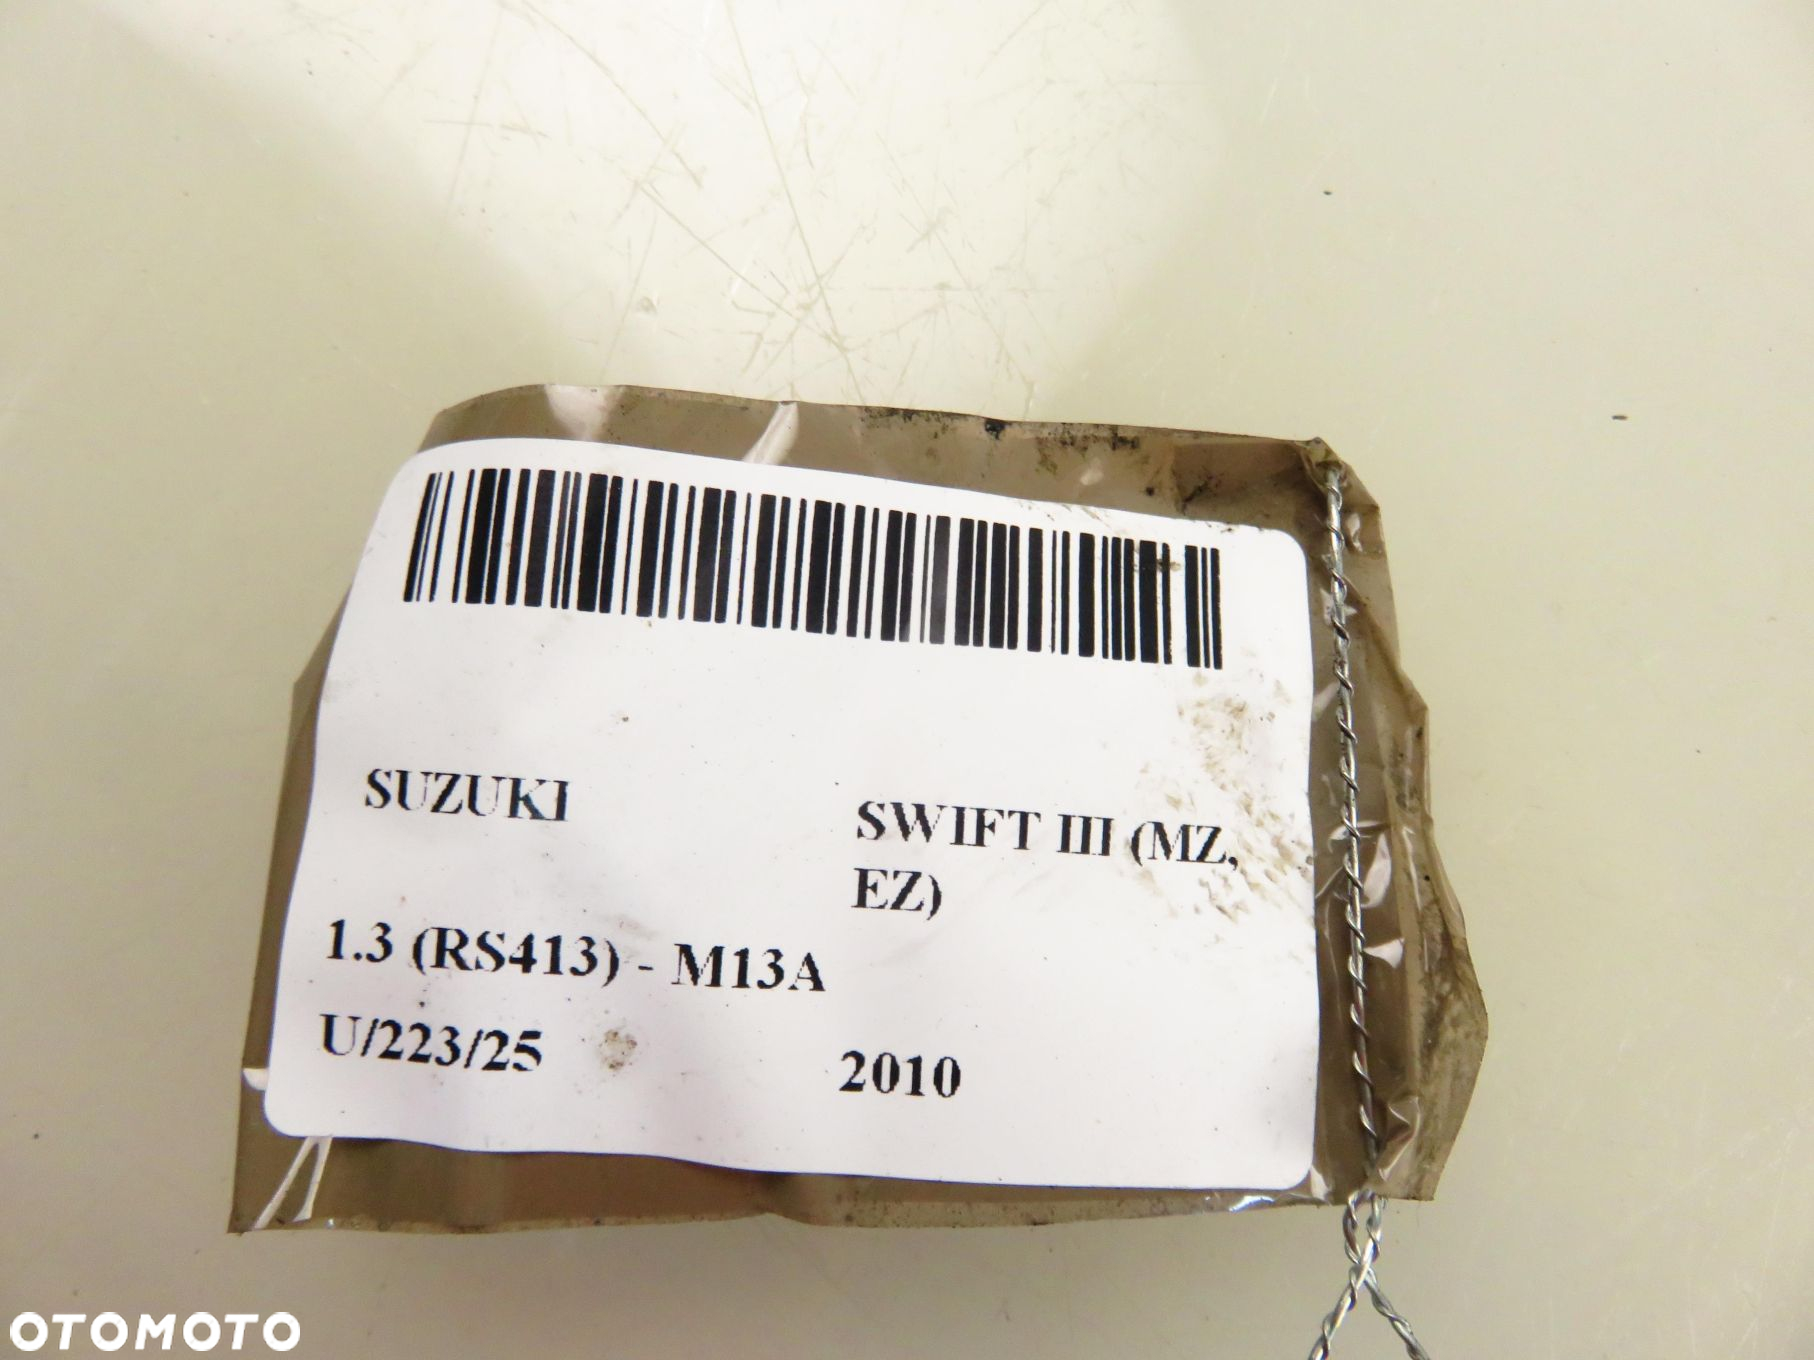 SUZUKI
SWIFT III (MZ,
EZ)
1.3 (RS413) - M13A
U/223/25
2010
OTOMOTO